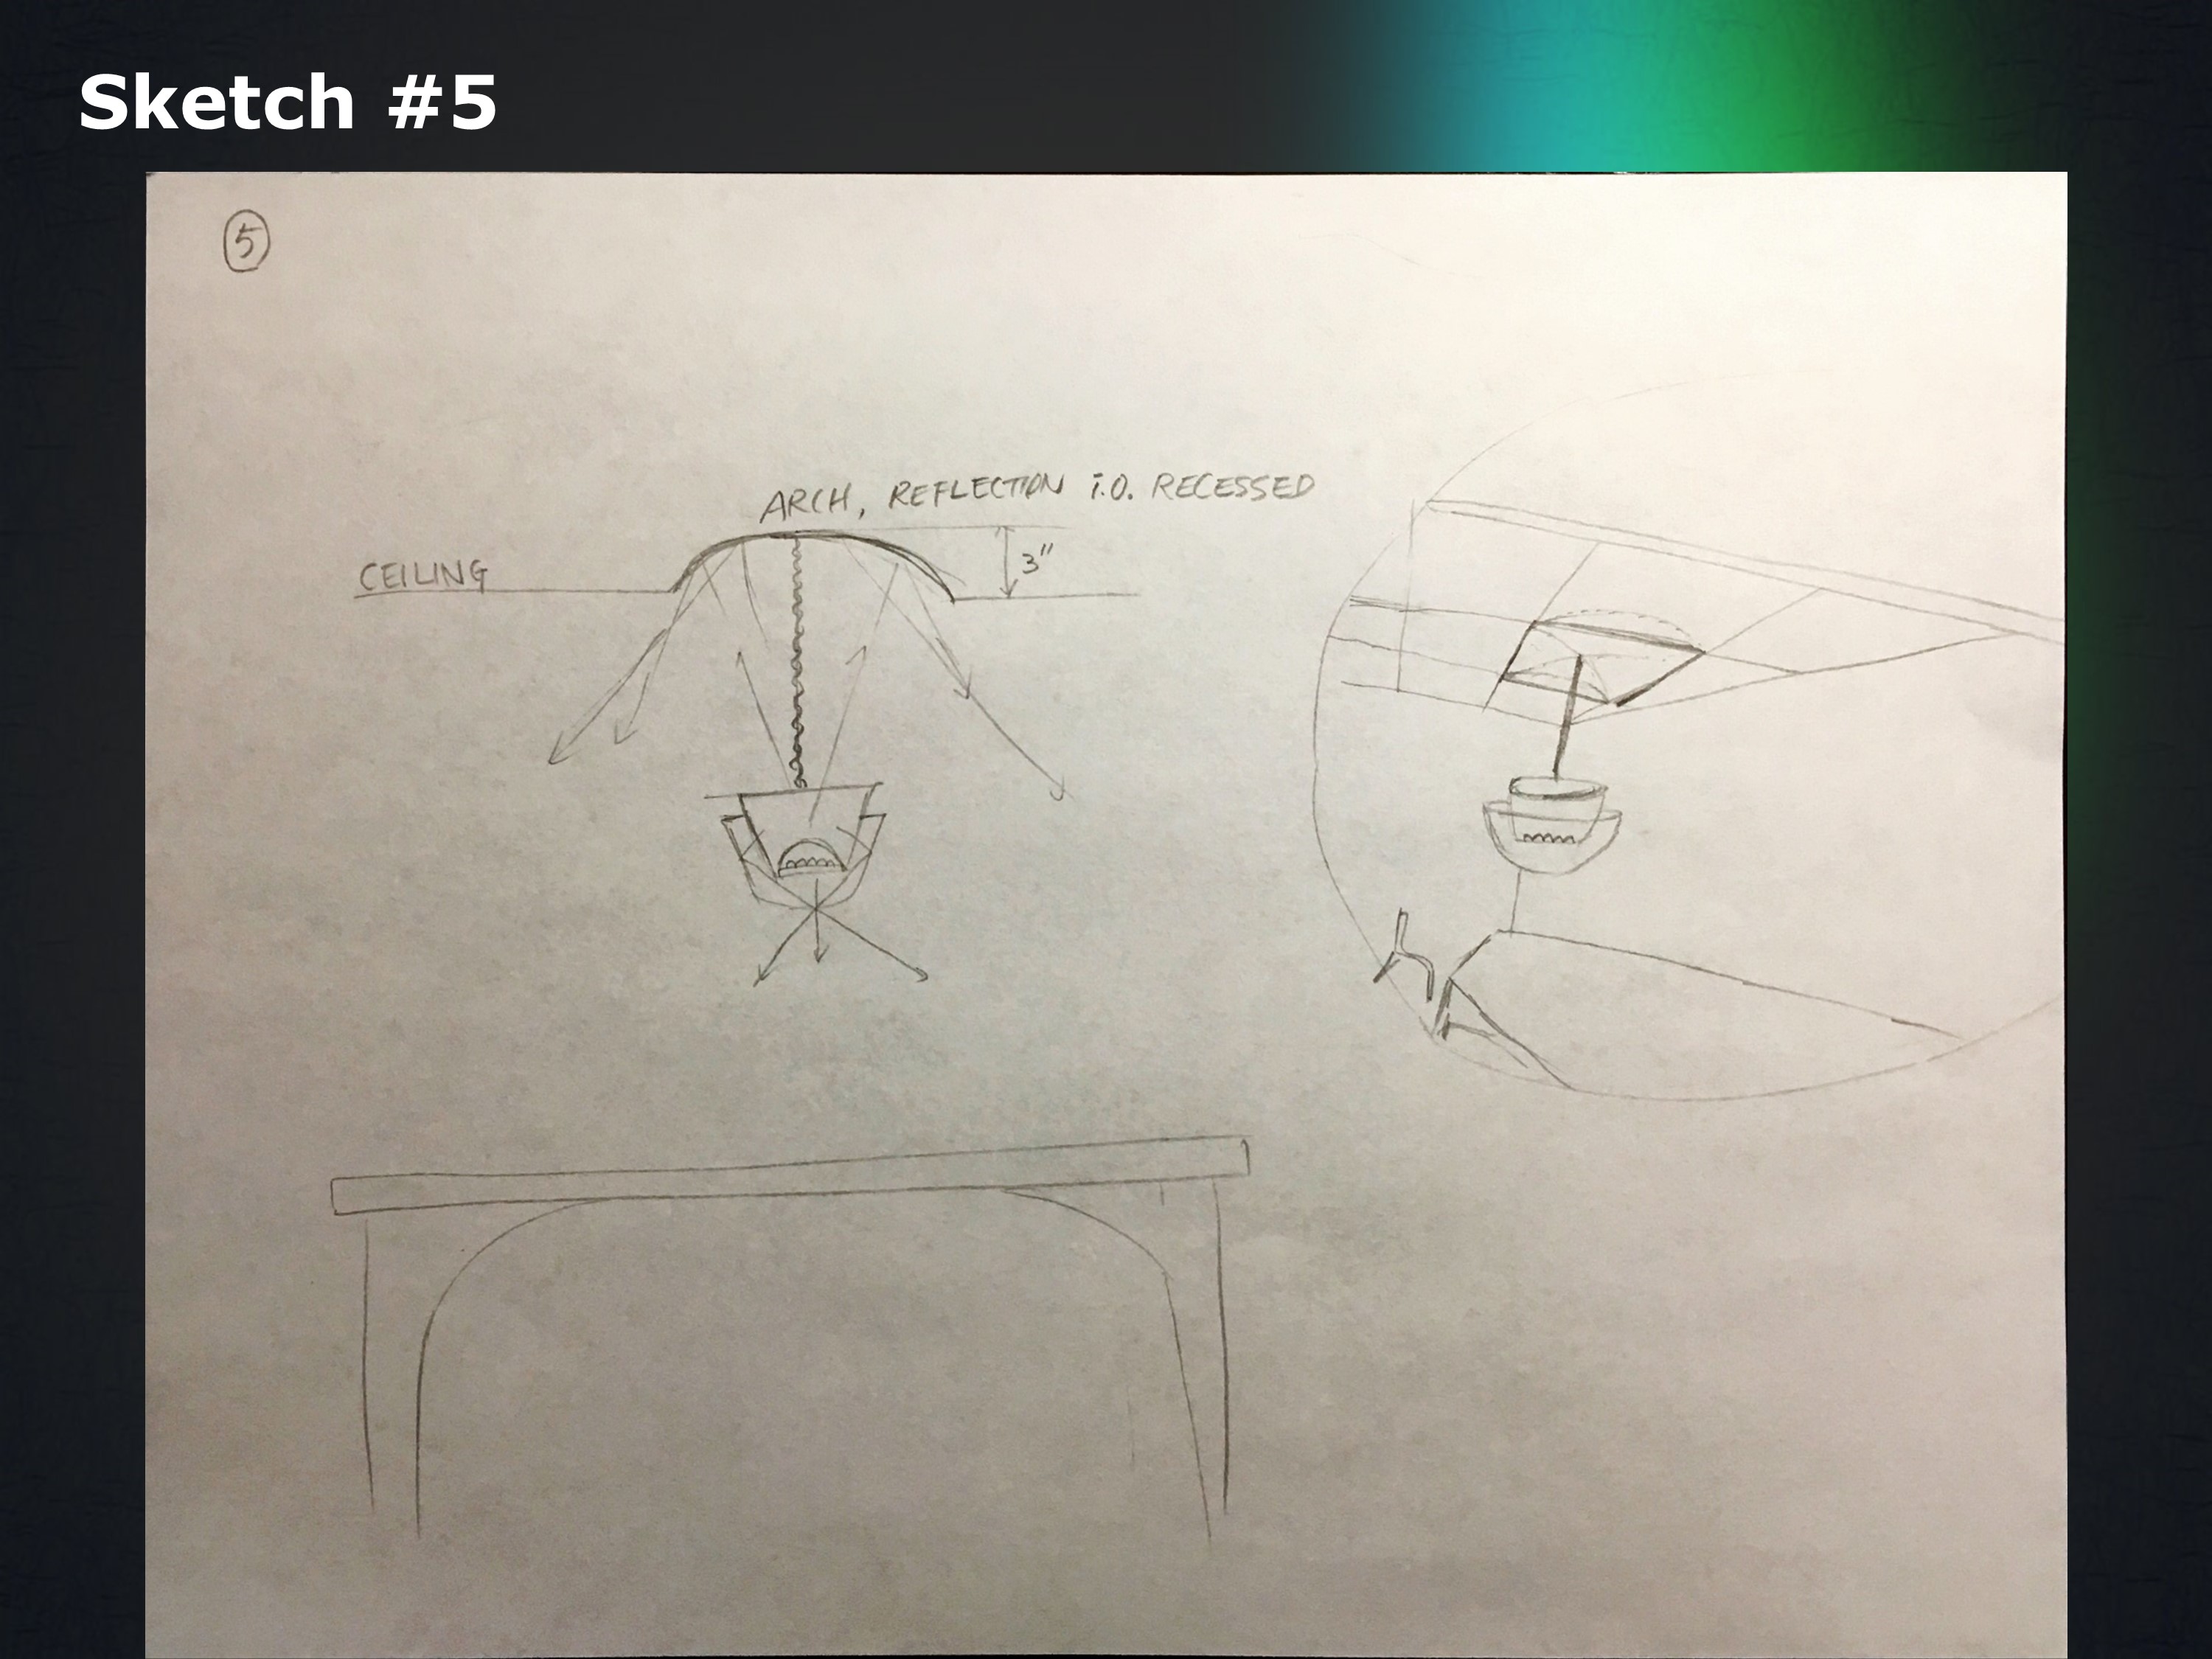 Sketch #5
5
ARCH, REFLECTION i.O. RECESSED
CEILING
3"